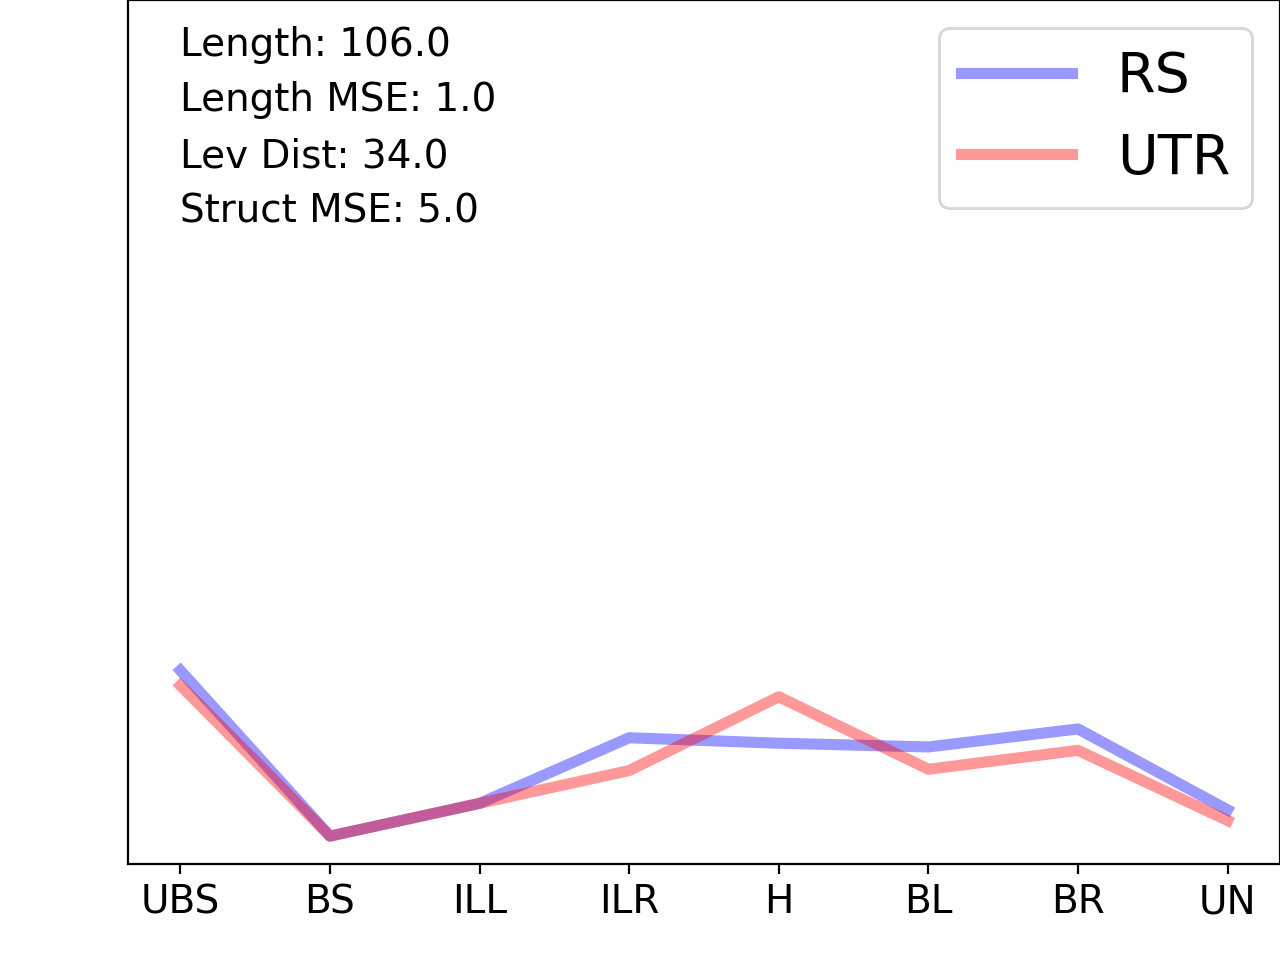 Length: 106.0
Length MSE: 1.0
Lev Dist: 34.0
Struct MSE: 5.0
RS
UTR
UBS BS ILL ILR H BL BR UN